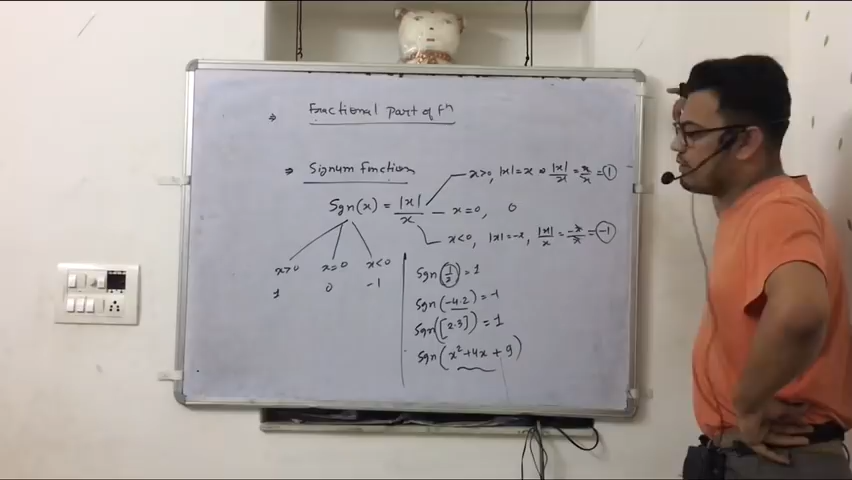 ⇒ Fractional part of fⁿ
⇒ Signum function
x>0, |x|=x ⇒ |x|/x = x/x = 1
Sgn(x) = |x|/x — x=0, 0
x<0, |x|=-x, |x|/x = -x/x = -1
x>0 x=0 x<0
1 0 -1
Sgn(1/2) = 1
Sgn(-4.2) = -1
Sgn([2.3]) = 1
Sgn(x²+4x+9)